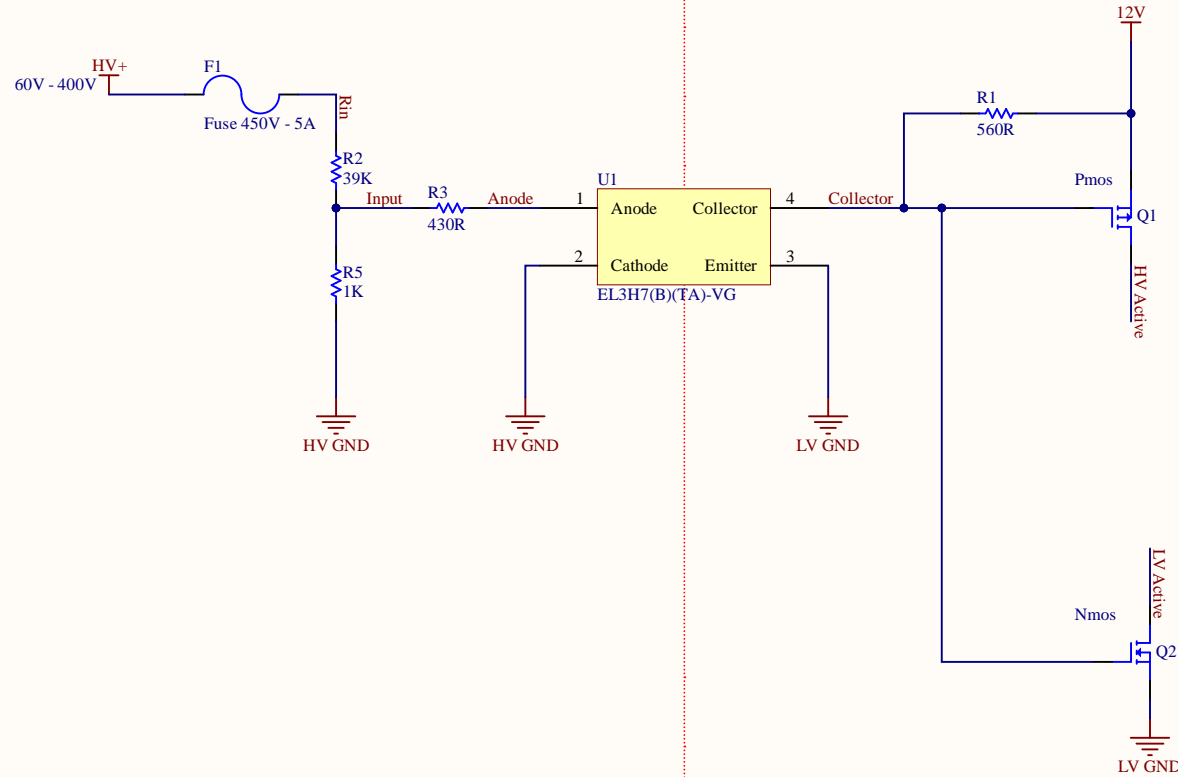 12V
HV+
60V - 400V
F1
Fuse 450V - 5A
Rin
R1
560R
R2
39K
Input
R3
430R
Anode
U1
1
Anode
Collector
4
Collector
Pmos
Q1
2
Cathode
Emitter
3
EL3H7(B)(TA)-VG
R5
1K
HV Active
HV GND
HV GND
LV GND
LV Active
Nmos
Q2
LV GND